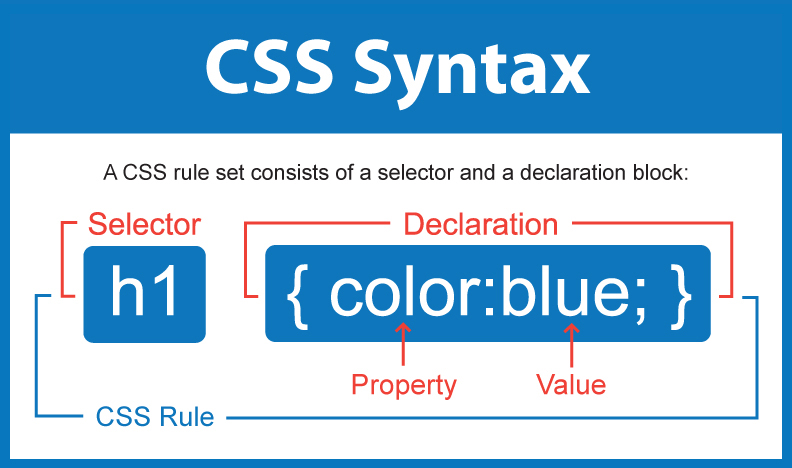 CSS Syntax
A CSS rule set consists of a selector and a declaration block:
Selector Declaration
h1 { color:blue; }
Property Value
CSS Rule